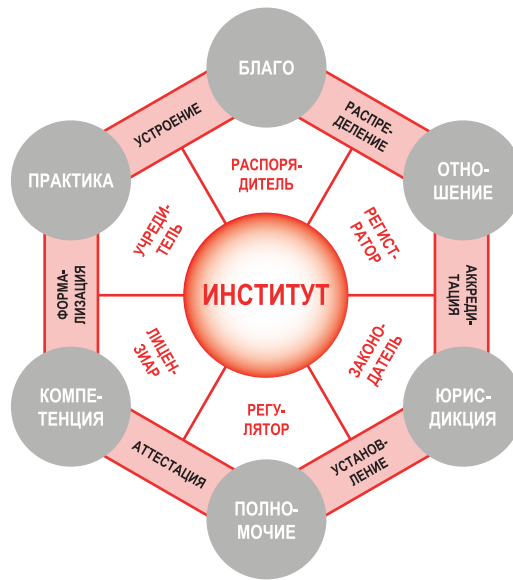 БЛАГО
УСТРОЕНИЕ
РАСПРЕ-
ДЕЛЕНИЕ
ПРАКТИКА
РАСПОРЯ-
ДИТЕЛЬ
ОТНО-
ШЕНИЕ
УЧРЕДИ-
ТЕЛЬ
РЕГИСТ-
РАТОР
ФОРМА-
ЛИЗАЦИЯ
ИНСТИТУТ
АККРЕДИ-
ТАЦИЯ
ЛИЦЕН-
ЗИАР
ЗАКОНО-
ДАТЕЛЬ
КОМПЕ-
ТЕНЦИЯ
РЕГУ-
ЛЯТОР
ЮРИС-
ДИКЦИЯ
АТТЕСТАЦИЯ
УСТАНОВ-
ЛЕНИЕ
ПОЛНО-
МОЧИЕ